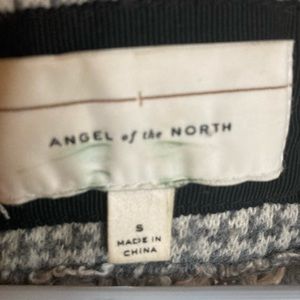 ANGEL of the NORTH
S
MADE IN
CHINA